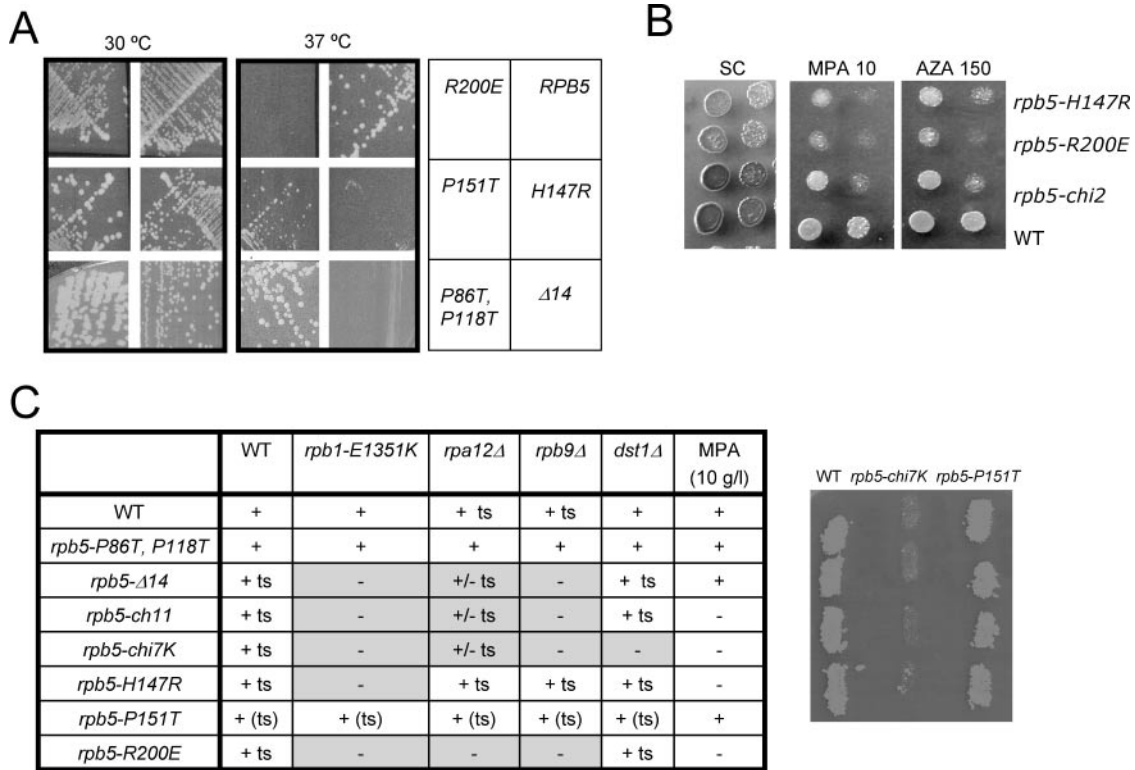 A
30 ºC 37 ºC
R200E RPB5
P151T H147R
P86T, P118T Δ14
B
SC MPA 10 AZA 150
rpb5-H147R
rpb5-R200E
rpb5-chi2
WT
C
WT rpb1-E1351K rpa12Δ rpb9Δ dst1Δ MPA (10 g/l)
WT + + + ts + ts + +
rpb5-P86T, P118T + + + + + +
rpb5-Δ14 + ts - +/- ts - + ts +
rpb5-ch11 + ts - +/- ts - + ts -
rpb5-chi7K + ts - +/- ts - - -
rpb5-H147R + ts - + ts + ts + ts -
rpb5-P151T + (ts) + (ts) + (ts) + (ts) + (ts) +
rpb5-R200E + ts - - - + ts -
WT rpb5-chi7K rpb5-P151T